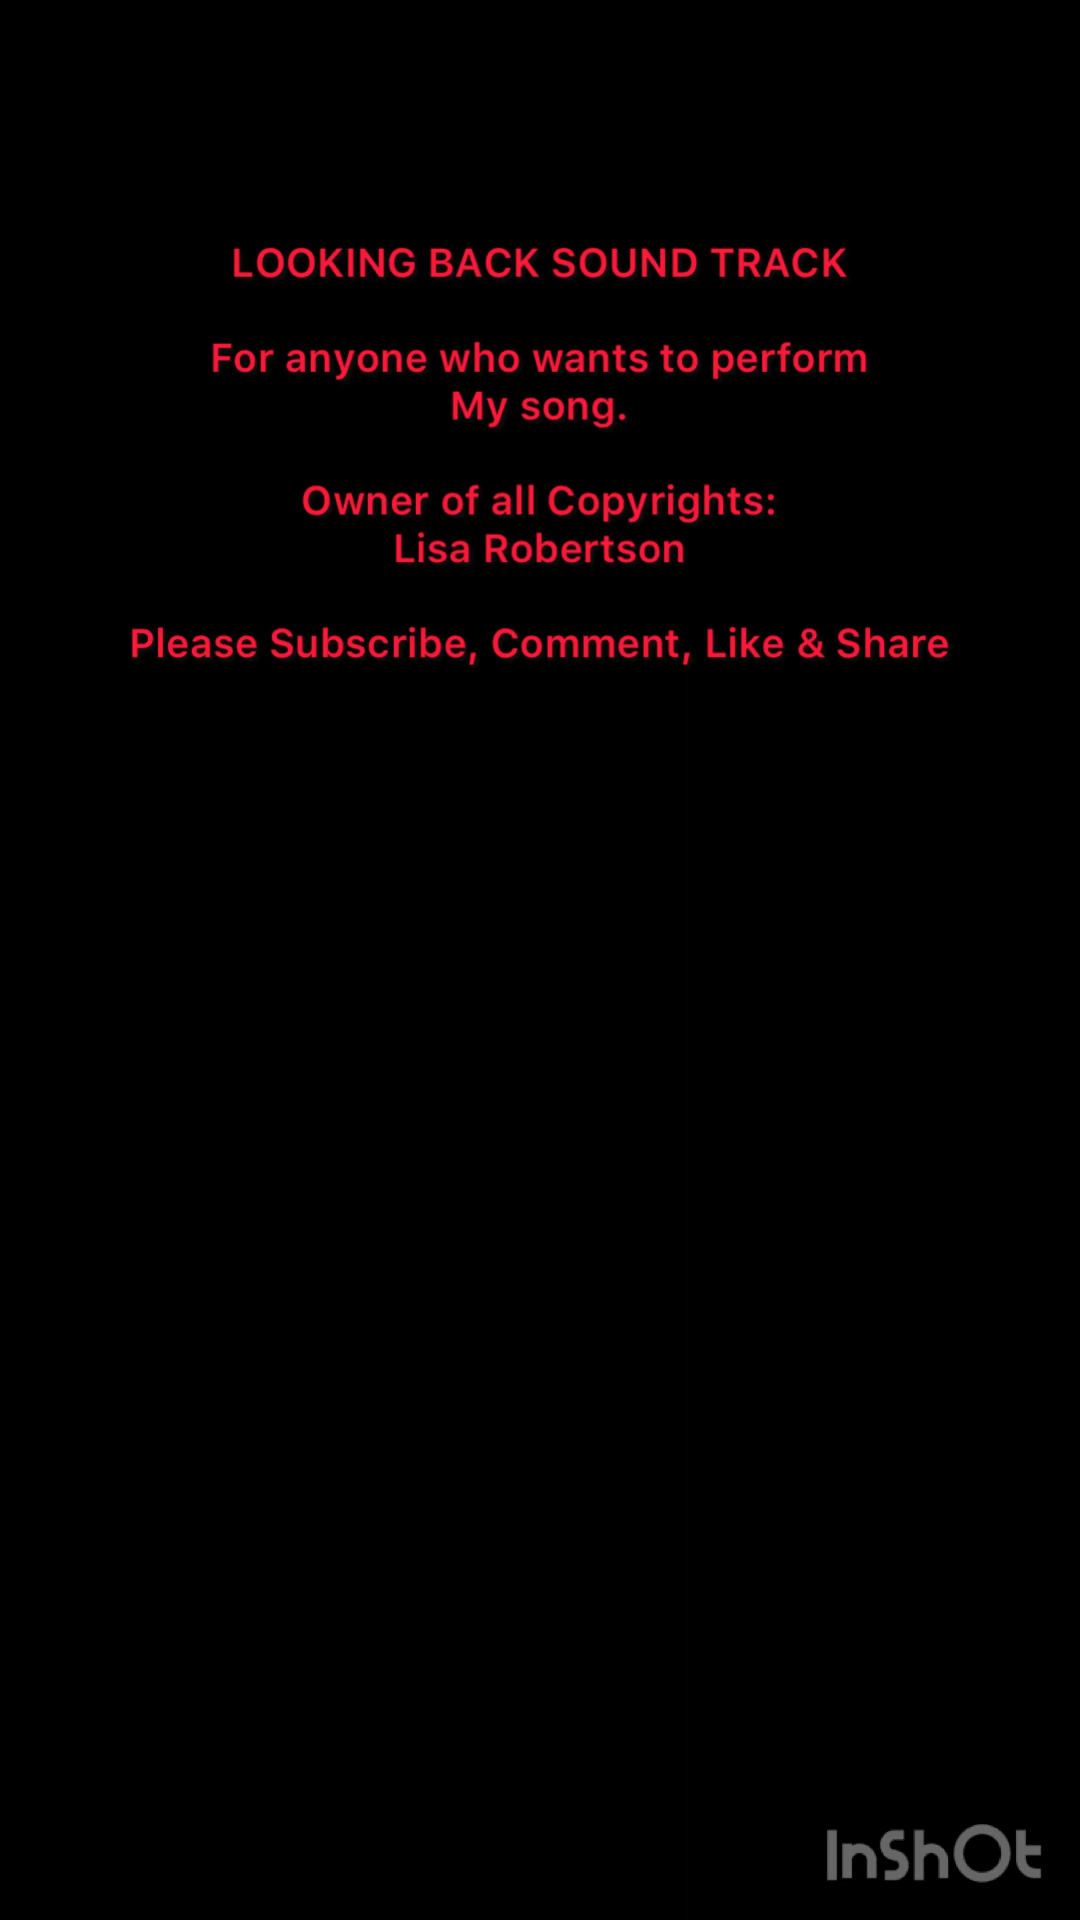 LOOKING BACK SOUND TRACK
For anyone who wants to perform
My song.
Owner of all Copyrights:
Lisa Robertson
Please Subscribe, Comment, Like & Share
InShOt